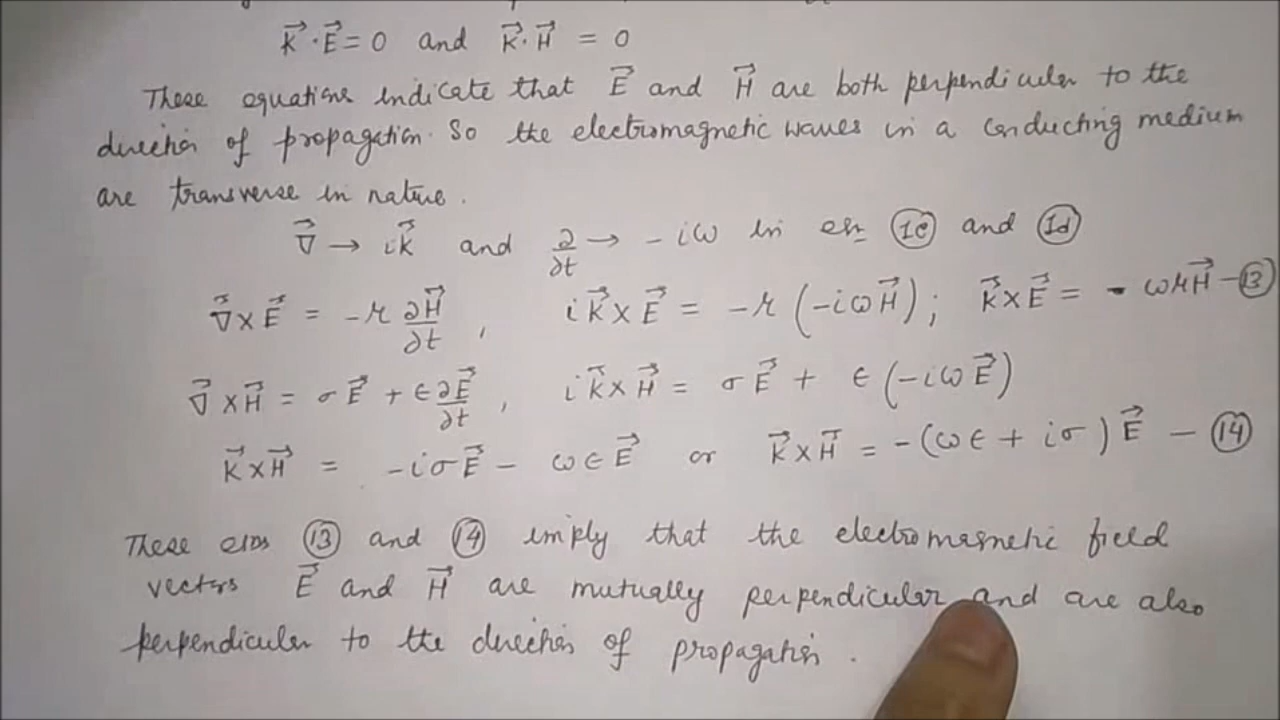 K⃗·E⃗=0 and K⃗·H⃗ = 0
These equations indicate that E⃗ and H⃗ are both perpendicular to the
direction of propagation. So the electromagnetic waves in a conducting medium
are transverse in nature.
∇⃗ → iK⃗ and ∂/∂t → -iω in eqn (1c) and (1d)
∇⃗×E⃗ = -μ ∂H⃗/∂t , iK⃗×E⃗ = -μ(-iωH⃗); K⃗×E⃗ = - ωμH⃗ - (13)
∇⃗×H⃗ = σE⃗ + ϵ∂E⃗/∂t , iK⃗×H⃗ = σE⃗ + ϵ(-iωE⃗)
K⃗×H⃗ = -iσE⃗ - ωϵE⃗ or K⃗×H⃗ = -(ωϵ + iσ)E⃗ - (14)
These eqns (13) and (14) imply that the electromagnetic field
vectors E⃗ and H⃗ are mutually perpendicular and are also
perpendicular to the direction of propagation.